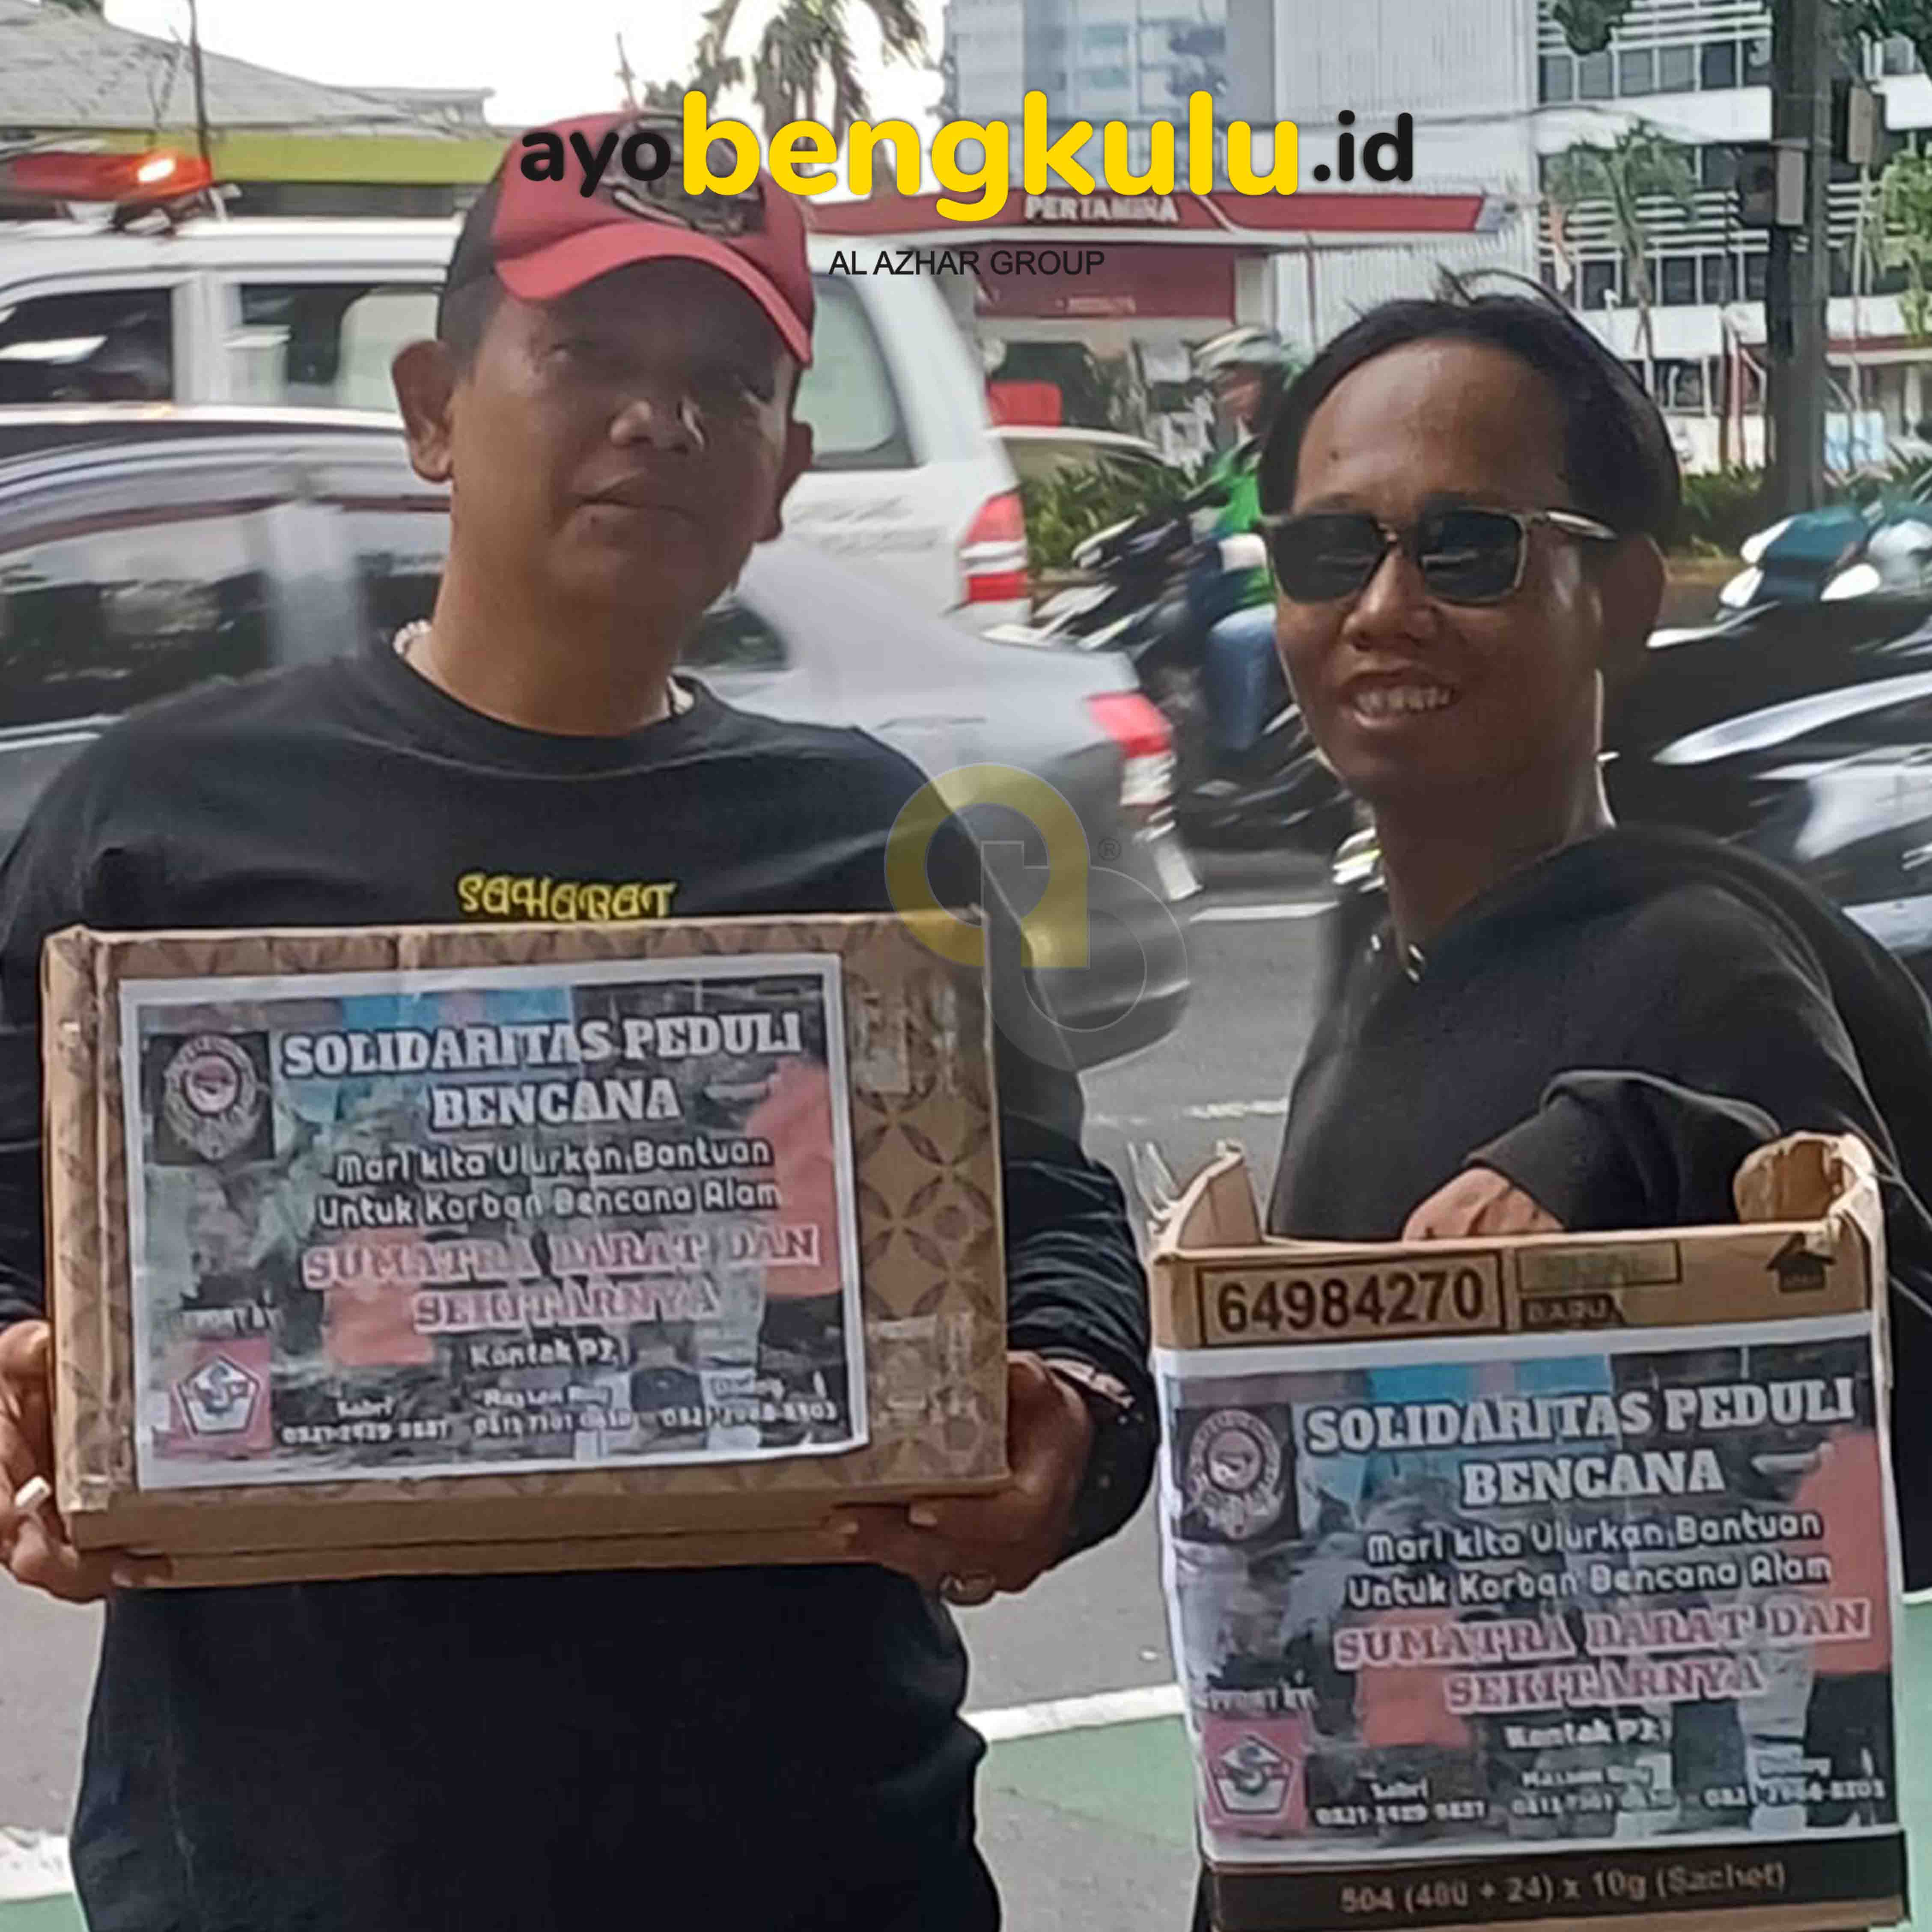 ayobengkulu.id
AL AZHAR GROUP
PERTAMINA
SAHABAT
®
SOLIDARITAS PEDULI
BENCANA
Mari kita Ulurkan Bantuan
Untuk Korban Bencana Alam
SUMATRA BARAT DAN
SEKITARNYA
Kontak P
64984270
BARU
SOLIDARITAS PEDULI
BENCANA
Mari kita Ulurkan Bantuan
Untuk Korban Bencana Alam
SUMATRA BARAT DAN
SEKITARNYA
Kontak P
504 (480 + 24) x 10g (Sachet)